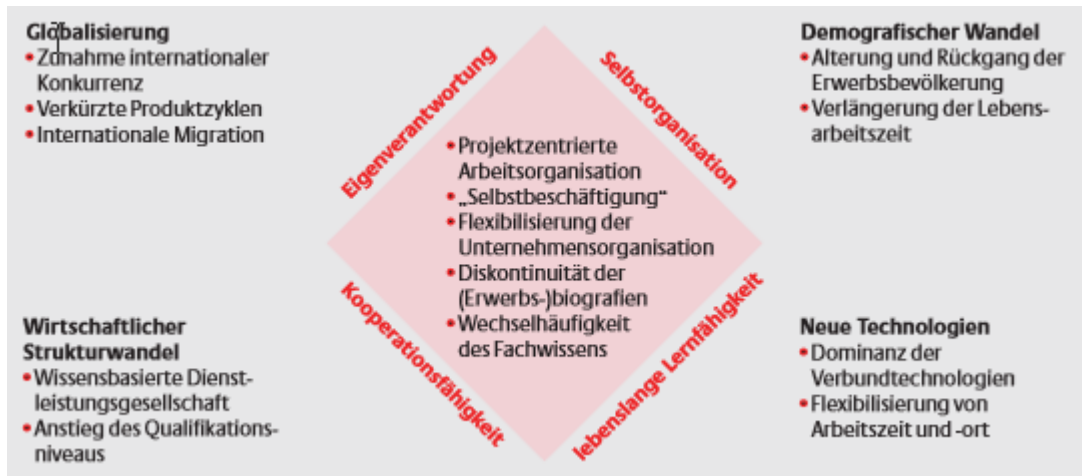 Globalisierung
• Zunahme internationaler
Konkurrenz
• Verkürzte Produktzyklen
• Internationale Migration
Demografischer Wandel
• Alterung und Rückgang der
Erwerbsbevölkerung
• Verlängerung der Lebens-
arbeitszeit
Eigenverantwortung
Selbstorganisation
• Projektzentrierte
Arbeitsorganisation
• „Selbstbeschäftigung“
• Flexibilisierung der
Unternehmensorganisation
• Diskontinuität der
(Erwerbs-)biografien
• Wechselhäufigkeit
des Fachwissens
Kooperationsfähigkeit
lebenslange Lernfähigkeit
Wirtschaftlicher
Strukturwandel
• Wissensbasierte Dienst-
leistungsgesellschaft
• Anstieg des Qualifikations-
niveaus
Neue Technologien
• Dominanz der
Verbundtechnologien
• Flexibilisierung von
Arbeitszeit und -ort